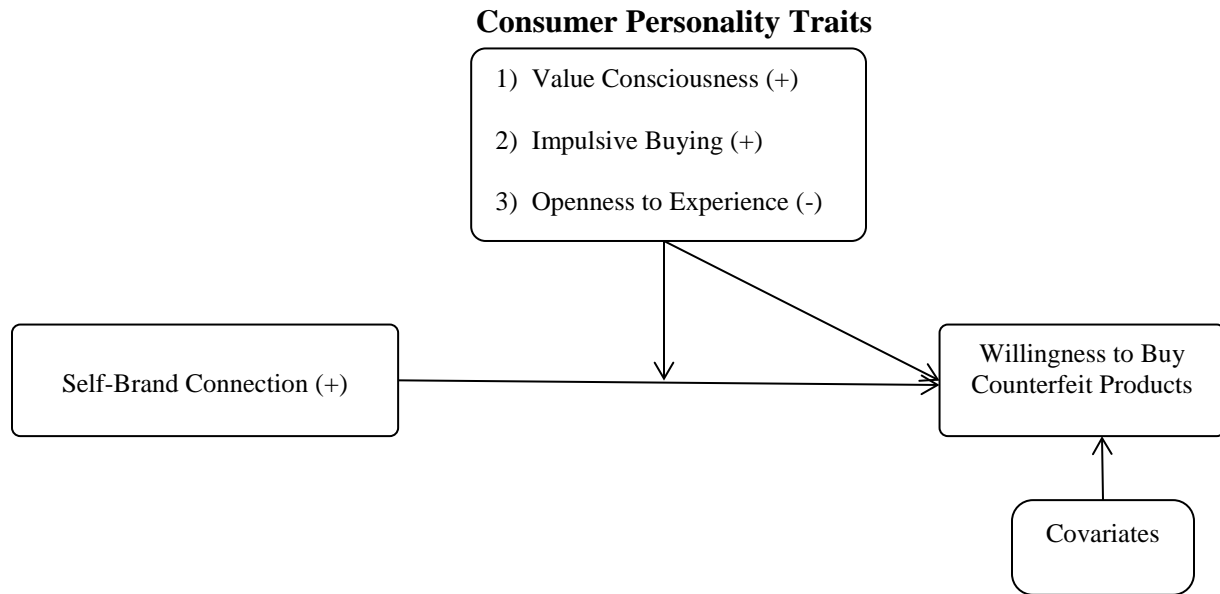 Consumer Personality Traits
1) Value Consciousness (+)
2) Impulsive Buying (+)
3) Openness to Experience (-)
Self-Brand Connection (+)
Willingness to Buy
Counterfeit Products
Covariates